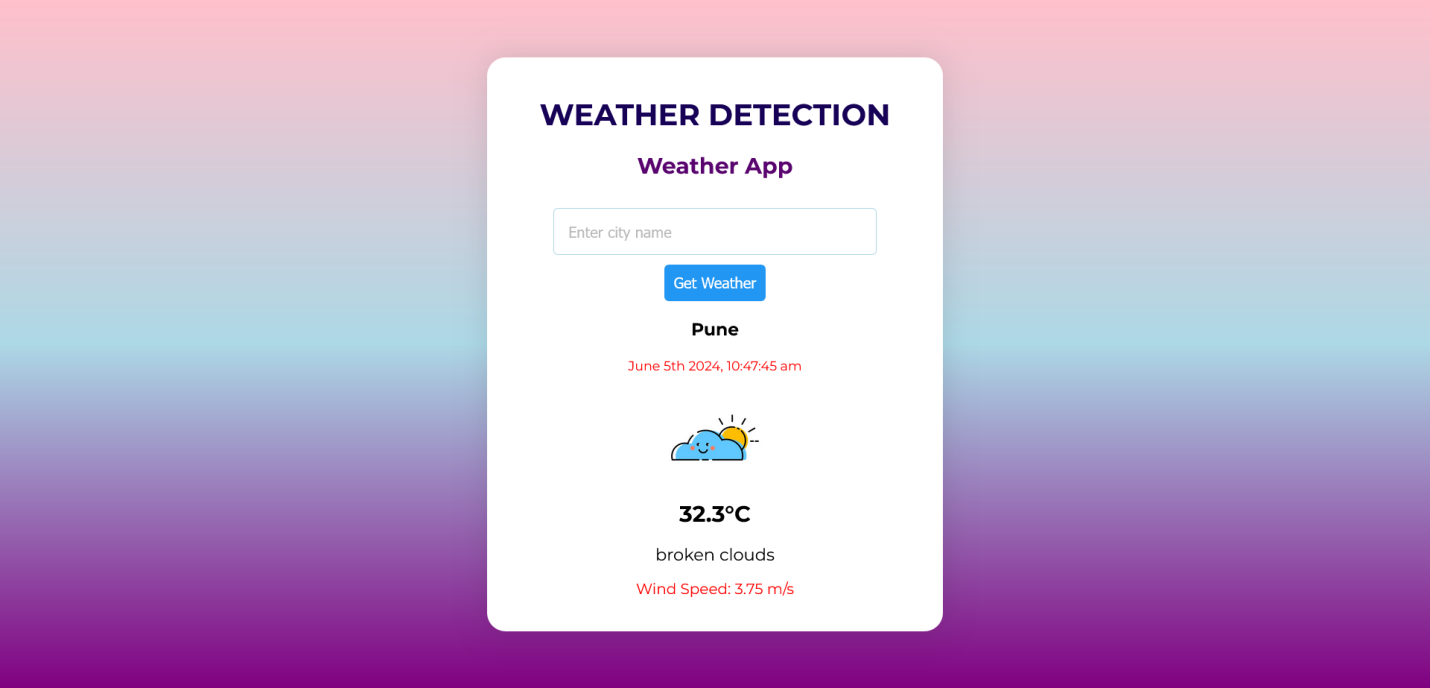 WEATHER DETECTION
Weather App
Enter city name
Get Weather
Pune
June 5th 2024, 10:47:45 am
32.3°C
broken clouds
Wind Speed: 3.75 m/s